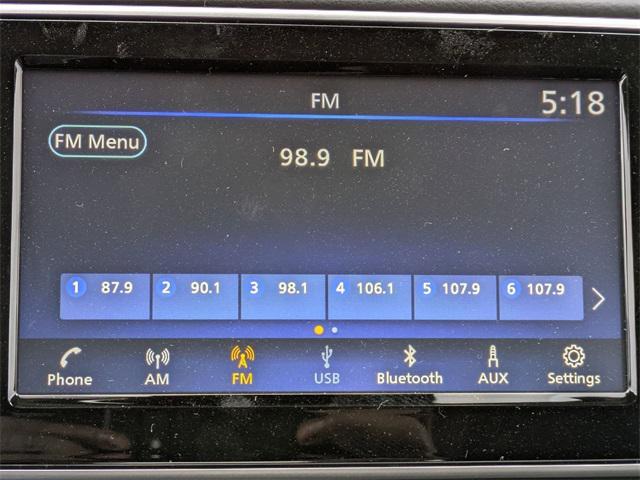 FM 5:18
FM Menu
98.9 FM
1 87.9 2 90.1 3 98.1 4 106.1 5 107.9 6 107.9
Phone AM FM USB Bluetooth AUX Settings